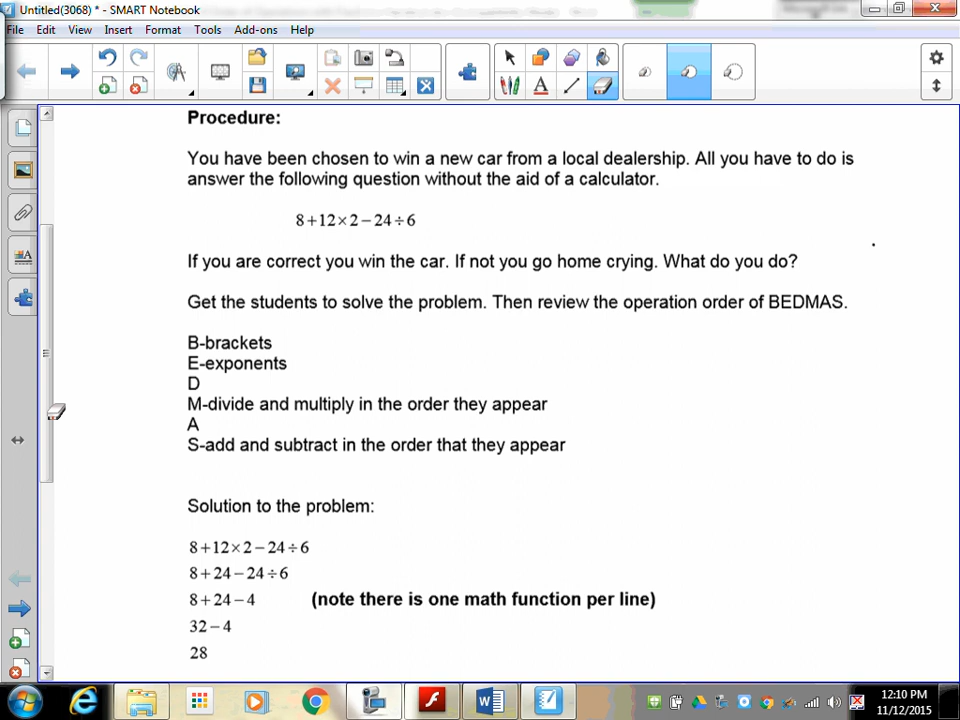 Untitled(3068) * - SMART Notebook
File Edit View Insert Format Tools Add-ons Help
Procedure:
You have been chosen to win a new car from a local dealership. All you have to do is
answer the following question without the aid of a calculator.
8+12×2−24÷6
If you are correct you win the car. If not you go home crying. What do you do?
Get the students to solve the problem. Then review the operation order of BEDMAS.
B-brackets
E-exponents
D
M-divide and multiply in the order they appear
A
S-add and subtract in the order that they appear
Solution to the problem:
8+12×2−24÷6
8+24−24÷6
8+24−4 (note there is one math function per line)
32−4
28
12:10 PM
11/12/2015